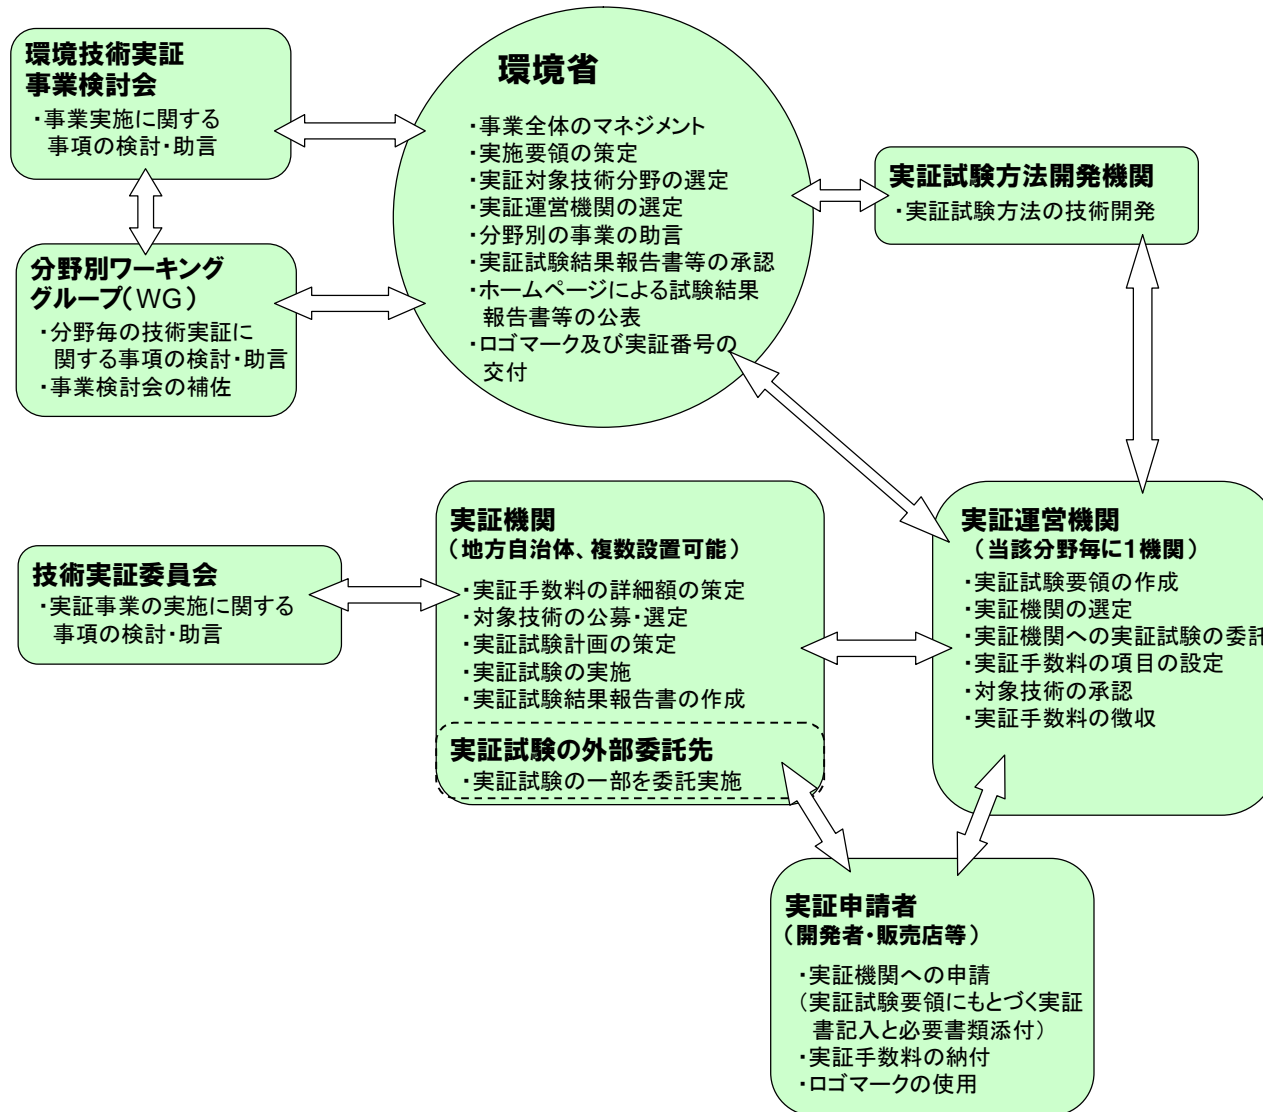 環境技術実証
事業検討会
・事業実施に関する
事項の検討・助言
環境省
・事業全体のマネジメント
・実施要領の策定
・実証対象技術分野の選定
・実証運営機関の選定
・分野別の事業の助言
・実証試験結果報告書等の承認
・ホームページによる試験結果
報告書等の公表
・ロゴマーク及び実証番号の
交付
実証試験方法開発機関
・実証試験方法の技術開発
分野別ワーキング
グループ(WG)
・分野毎の技術実証に
関する事項の検討・助言
・事業検討会の補佐
技術実証委員会
・実証事業の実施に関する
事項の検討・助言
実証機関
(地方自治体、複数設置可能)
・実証手数料の詳細額の策定
・対象技術の公募・選定
・実証試験計画の策定
・実証試験の実施
・実証試験結果報告書の作成
実証試験の外部委託先
・実証試験の一部を委託実施
実証運営機関
(当該分野毎に1機関)
・実証試験要領の作成
・実証機関の選定
・実証機関への実証試験の委託
・実証手数料の項目の設定
・対象技術の承認
・実証手数料の徴収
実証申請者
(開発者・販売店等)
・実証機関への申請
(実証試験要領にもとづく実証
書記入と必要書類添付)
・実証手数料の納付
・ロゴマークの使用